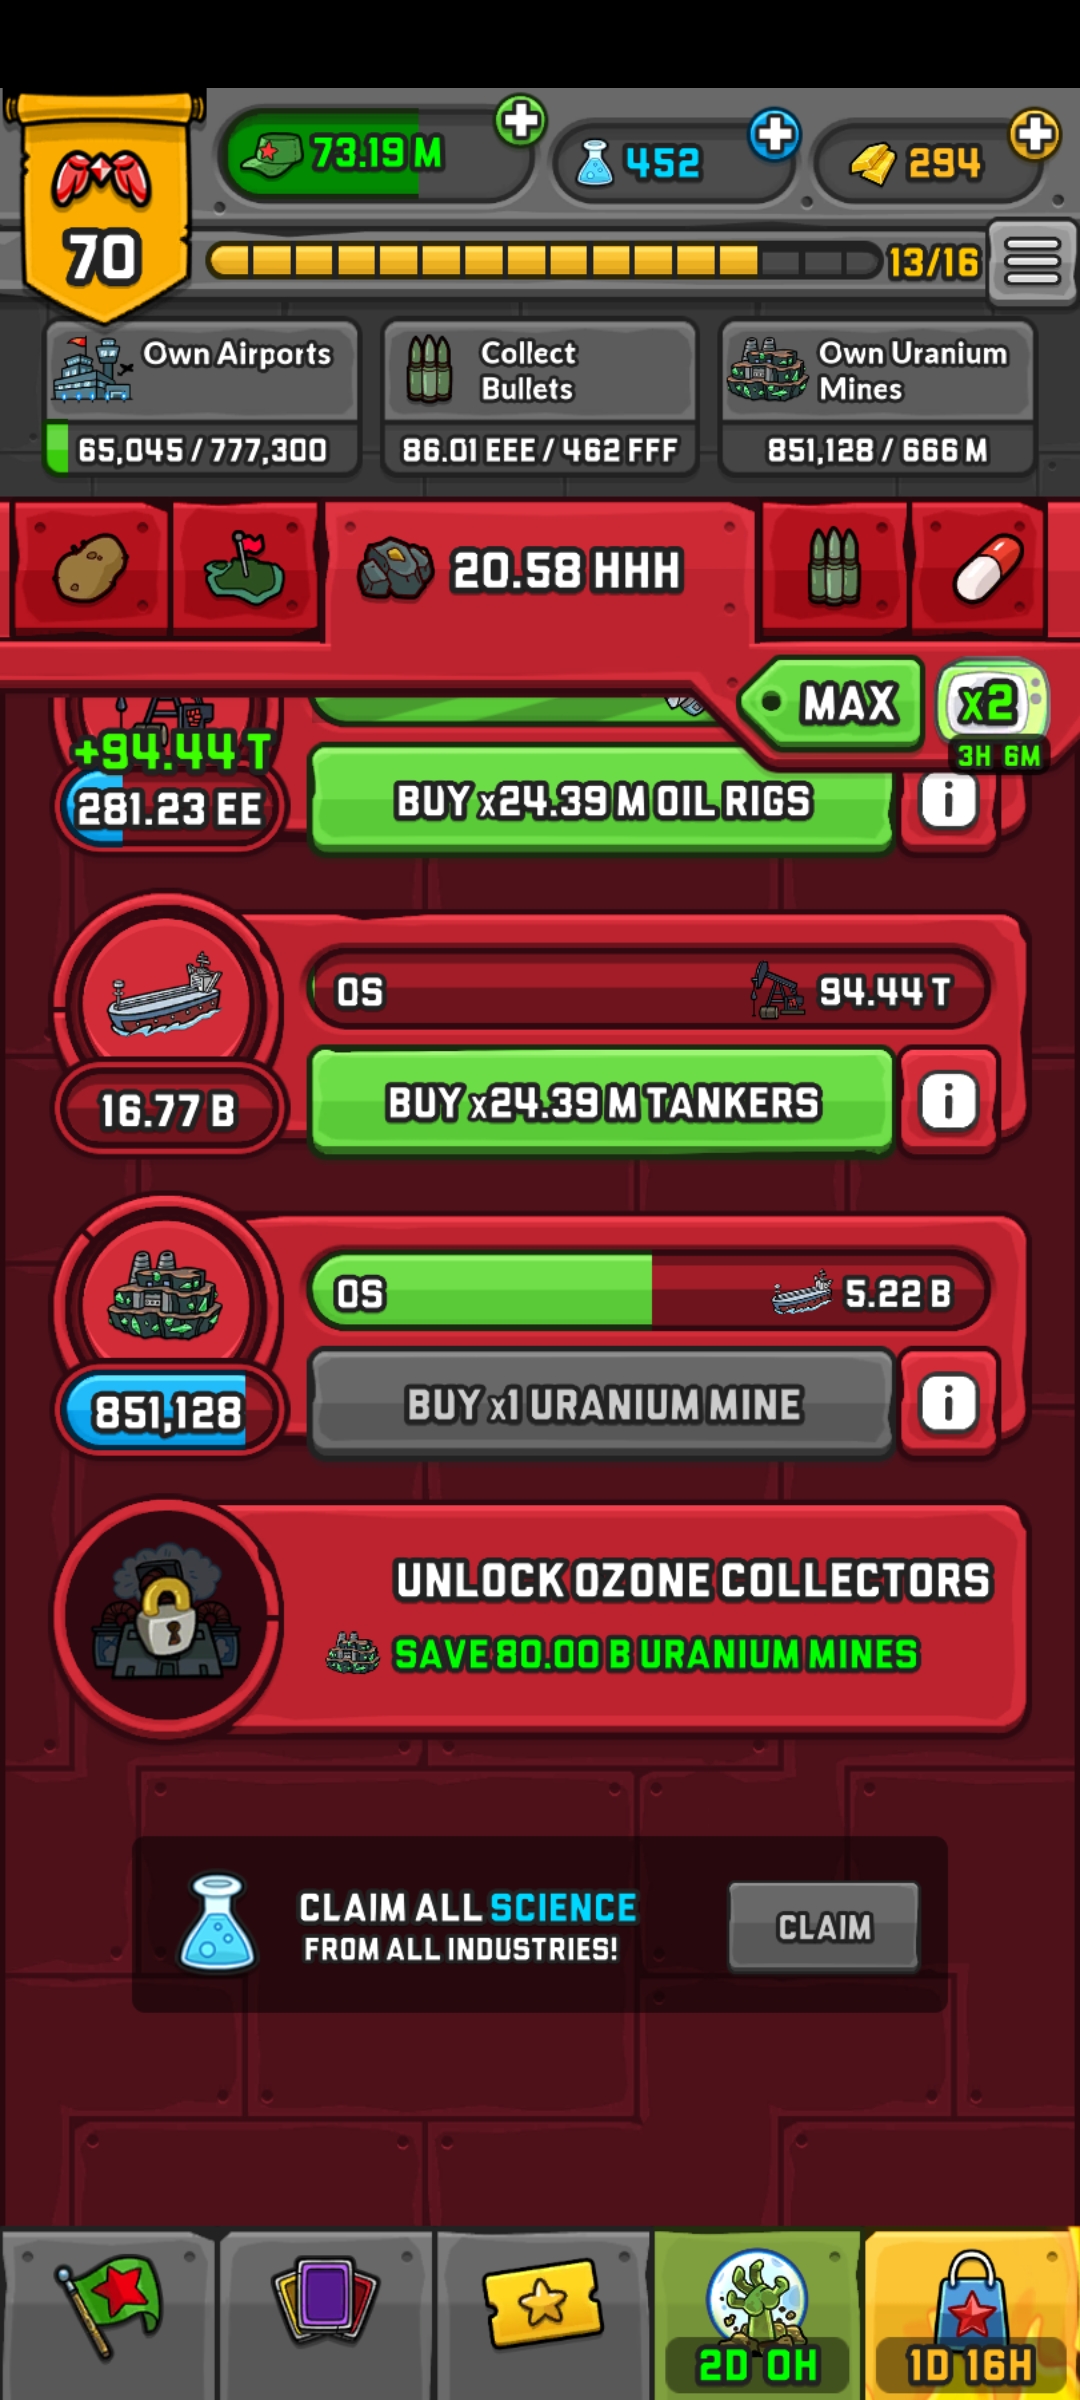 73.19 M
452
294
70
13/16
Own Airports
65,045 / 777,300
Collect
Bullets
86.01 EEE / 462 FFF
Own Uranium
Mines
851,128 / 666 M
20.58 HHH
MAX
x2
3H 6M
+94.44 T
281.23 EE
BUY x24.39 M OIL RIGS
i
0S
94.44 T
16.77 B
BUY x24.39 M TANKERS
i
0S
5.22 B
851,128
BUY x1 URANIUM MINE
i
UNLOCK OZONE COLLECTORS
SAVE 80.00 B URANIUM MINES
CLAIM ALL SCIENCE
FROM ALL INDUSTRIES!
CLAIM
2D 0H
1D 16H